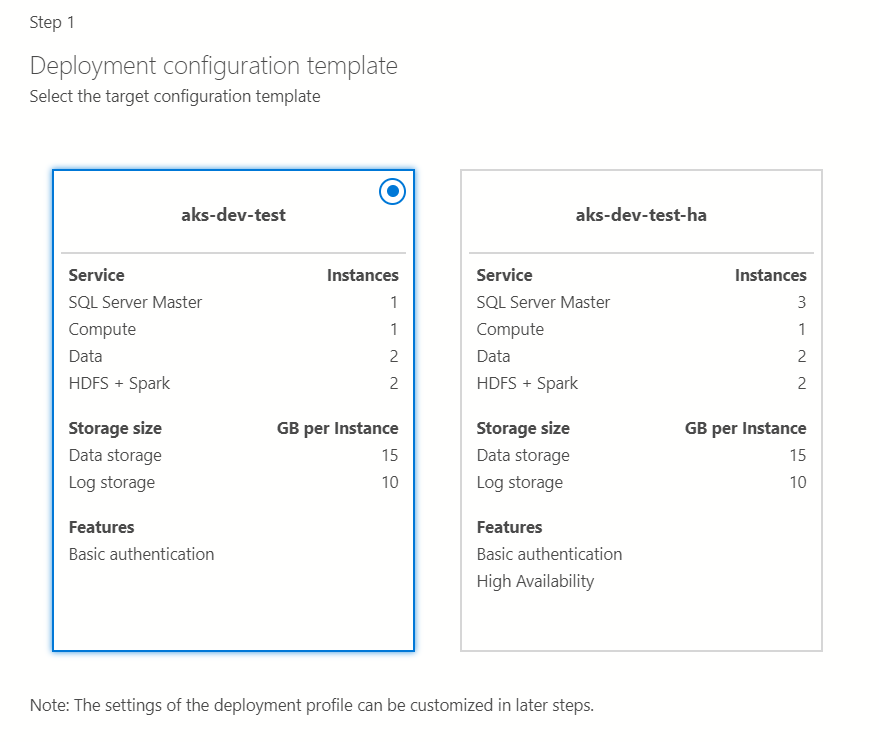 Step 1
Deployment configuration template
Select the target configuration template
aks-dev-test
Service Instances
SQL Server Master 1
Compute 1
Data 2
HDFS + Spark 2
Storage size GB per Instance
Data storage 15
Log storage 10
Features
Basic authentication
aks-dev-test-ha
Service Instances
SQL Server Master 3
Compute 1
Data 2
HDFS + Spark 2
Storage size GB per Instance
Data storage 15
Log storage 10
Features
Basic authentication
High Availability
Note: The settings of the deployment profile can be customized in later steps.